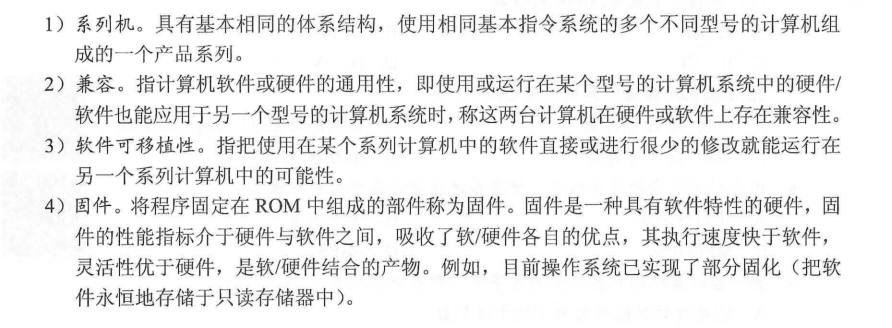 1）系列机。具有基本相同的体系结构，使用相同基本指令系统的多个不同型号的计算机组
成的一个产品系列。
2）兼容。指计算机软件或硬件的通用性，即使用或运行在某个型号的计算机系统中的硬件/
软件也能应用于另一个型号的计算机系统时，称这两台计算机在硬件或软件上存在兼容性。
3）软件可移植性。指把使用在某个系列计算机中的软件直接或进行很少的修改就能运行在
另一个系列计算机中的可能性。
4）固件。将程序固定在 ROM 中组成的部件称为固件。固件是一种具有软件特性的硬件，固
件的性能指标介于硬件与软件之间，吸收了软/硬件各自的优点，其执行速度快于软件，
灵活性优于硬件，是软/硬件结合的产物。例如，目前操作系统已实现了部分固化（把软
件永恒地存储于只读存储器中）。